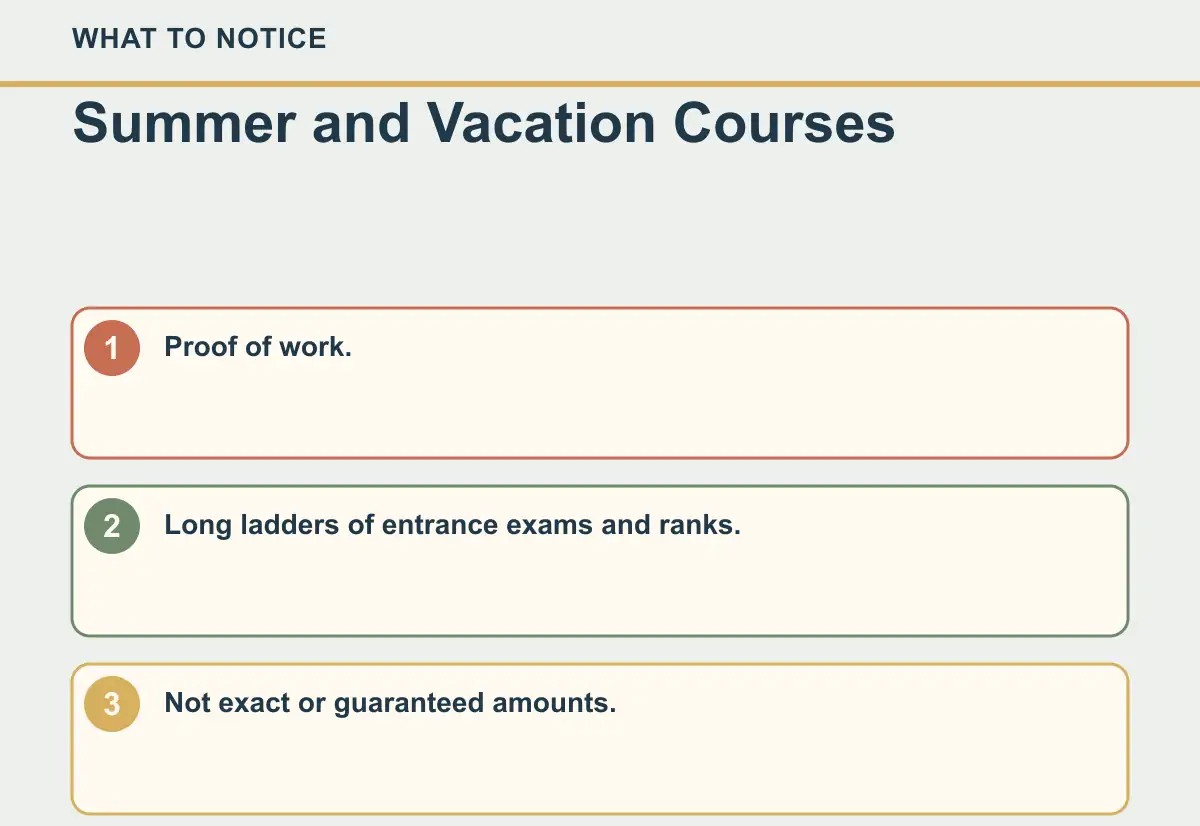 WHAT TO NOTICE
Summer and Vacation Courses
1 Proof of work.
2 Long ladders of entrance exams and ranks.
3 Not exact or guaranteed amounts.